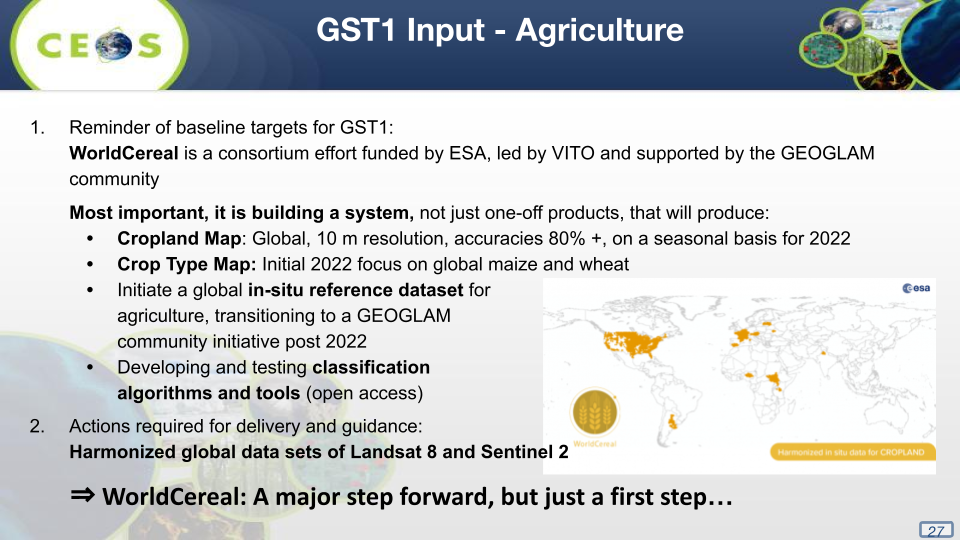 CEOS
GST1 Input - Agriculture
1. Reminder of baseline targets for GST1:
WorldCereal is a consortium effort funded by ESA, led by VITO and supported by the GEOGLAM
community
Most important, it is building a system, not just one-off products, that will produce:
• Cropland Map: Global, 10 m resolution, accuracies 80% +, on a seasonal basis for 2022
• Crop Type Map: Initial 2022 focus on global maize and wheat
• Initiate a global in-situ reference dataset for
agriculture, transitioning to a GEOGLAM
community initiative post 2022
• Developing and testing classification
algorithms and tools (open access)
esa
WorldCereal
Harmonized in situ data for CROPLAND
2. Actions required for delivery and guidance:
Harmonized global data sets of Landsat 8 and Sentinel 2
⇒ WorldCereal: A major step forward, but just a first step…
27